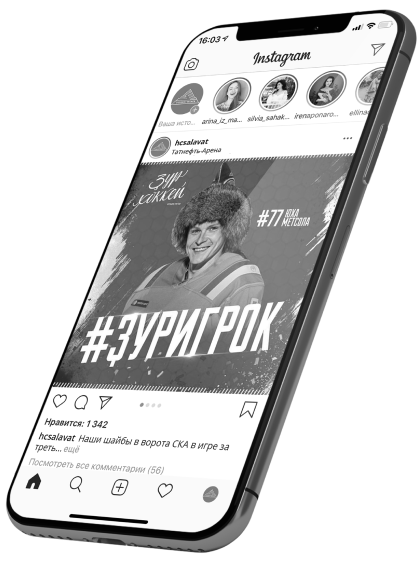 16:03
Instagram
Ваша исто...
arina_iz_ma...
silvia_sahak...
irenaponaro...
ellina
hcsalavat
Татнефть-Арена
Зур
хоккей
#77 ЮХА
МЕТСОЛА
#ЗУРИГРОК
Нравится: 1 342
hcsalavat Наши шайбы в ворота СКА в игре за
треть... ещё
Посмотреть все комментарии (56)